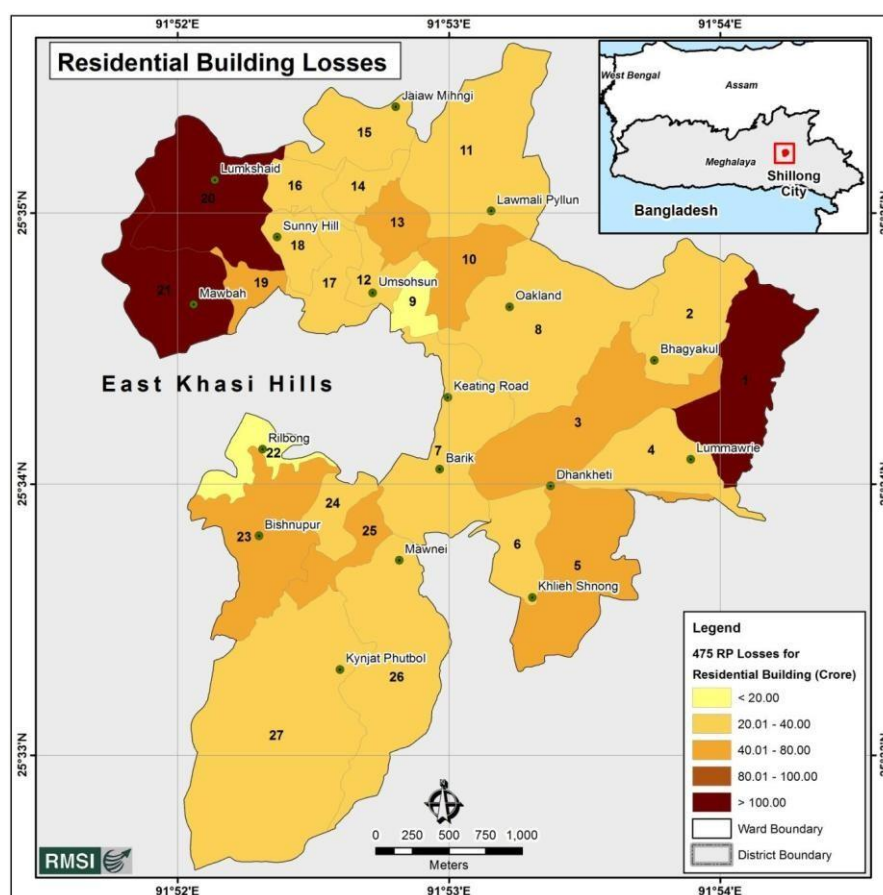 91°52'E
91°53'E
91°54'E
Residential Building Losses
West Bengal
Assam
Meghalaya
Shillong
City
Bangladesh
Jaiaw Mihngi
15
11
Lumkshaid
20
16
14
Lawmali Pyllun
25°35'N
13
Sunny Hill
18
10
21
Mawbah
19
17
12
Umsohsun
9
Oakland
8
2
Bhagyakul
1
East Khasi Hills
Keating Road
3
Rilbong
22
7
Barik
4
Lummawrie
25°34'N
Dhankheti
24
23
Bishnupur
25
Mawnei
6
5
Khlieh Shnong
Kynjat Phutbol
26
27
25°33'N
Legend
475 RP Losses for
Residential Building (Crore)
< 20.00
20.01 - 40.00
40.01 - 80.00
80.01 - 100.00
> 100.00
Ward Boundary
District Boundary
0 250 500 750 1,000
Meters
RMSI
91°52'E
91°53'E
91°54'E